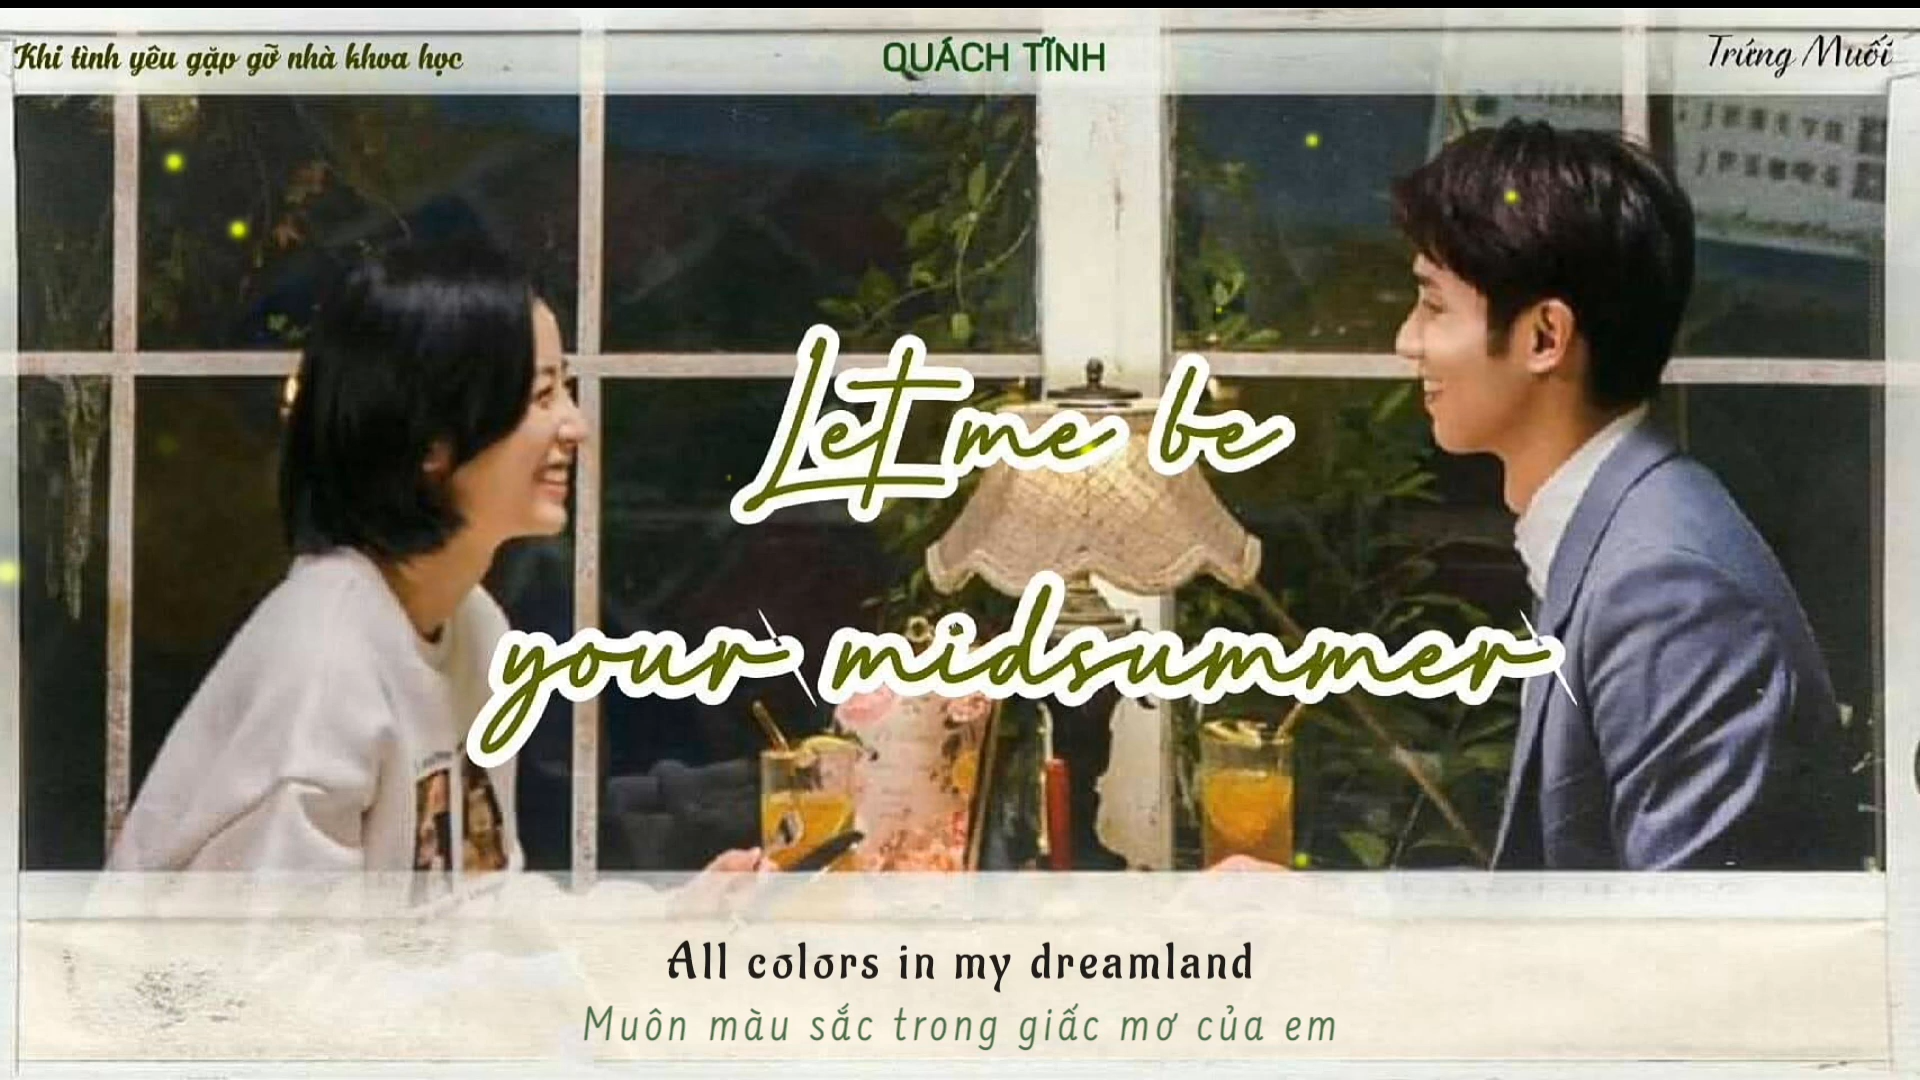 Khi tình yêu gặp gỡ nhà khoa học
QUÁCH TĨNH
Trứng Muối
Let me be
your midsummer
All colors in my dreamland
Muôn màu sắc trong giấc mơ của em